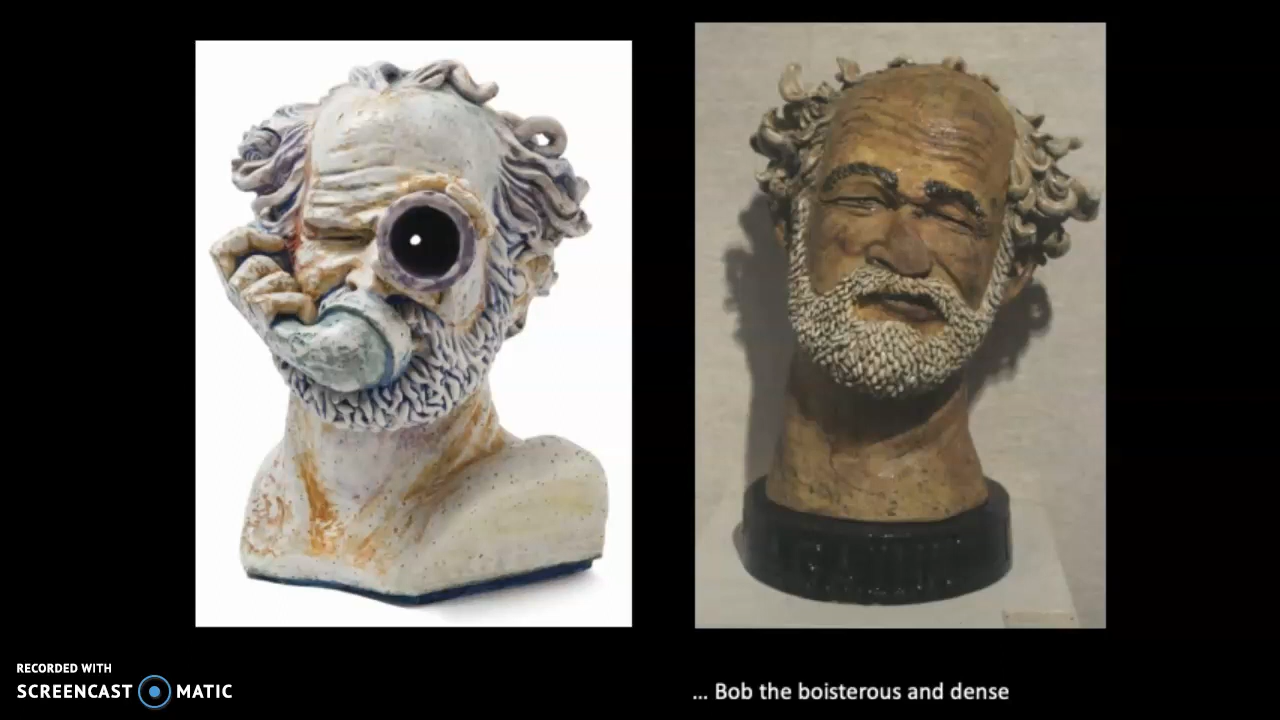 RECORDED WITH
SCREENCAST MATIC
... Bob the boisterous and dense